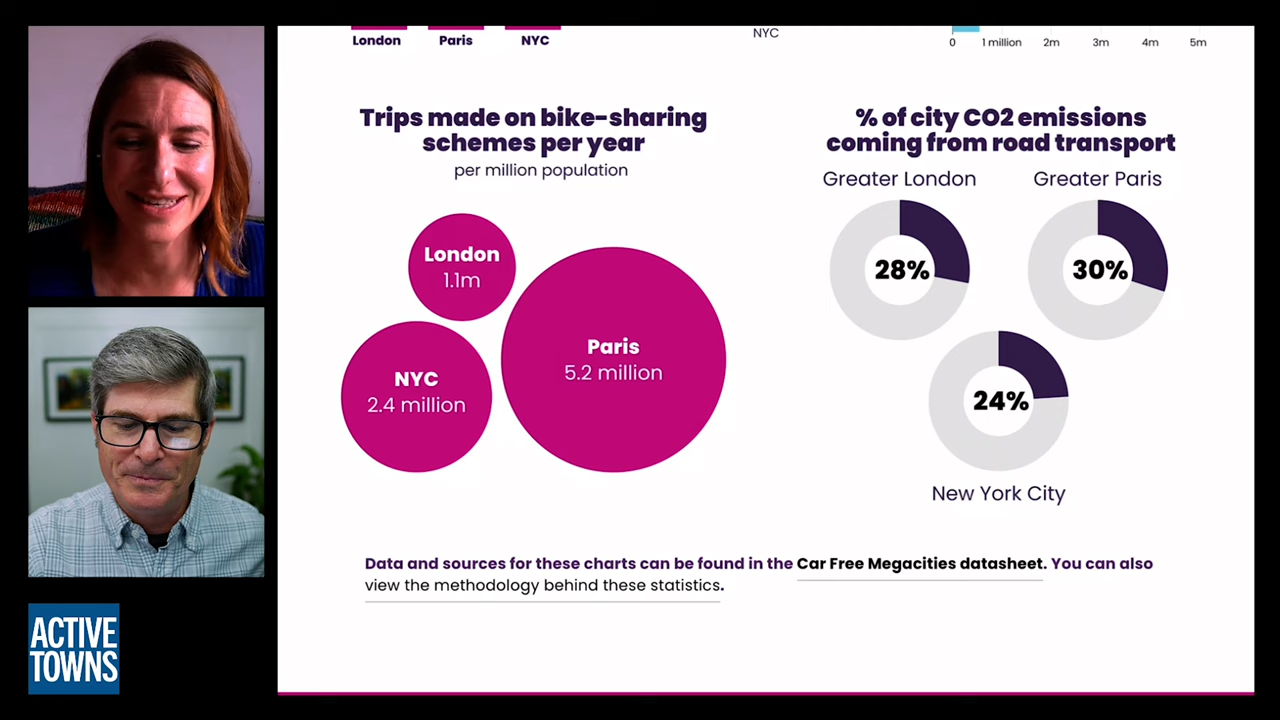 London Paris NYC
NYC
0 1 million 2m 3m 4m 5m
Trips made on bike-sharing
schemes per year
per million population
London
1.1m
Paris
5.2 million
NYC
2.4 million
% of city CO2 emissions
coming from road transport
Greater London Greater Paris
28% 30%
24%
New York City
Data and sources for these charts can be found in the Car Free Megacities datasheet. You can also
view the methodology behind these statistics.
ACTIVE
TOWNS